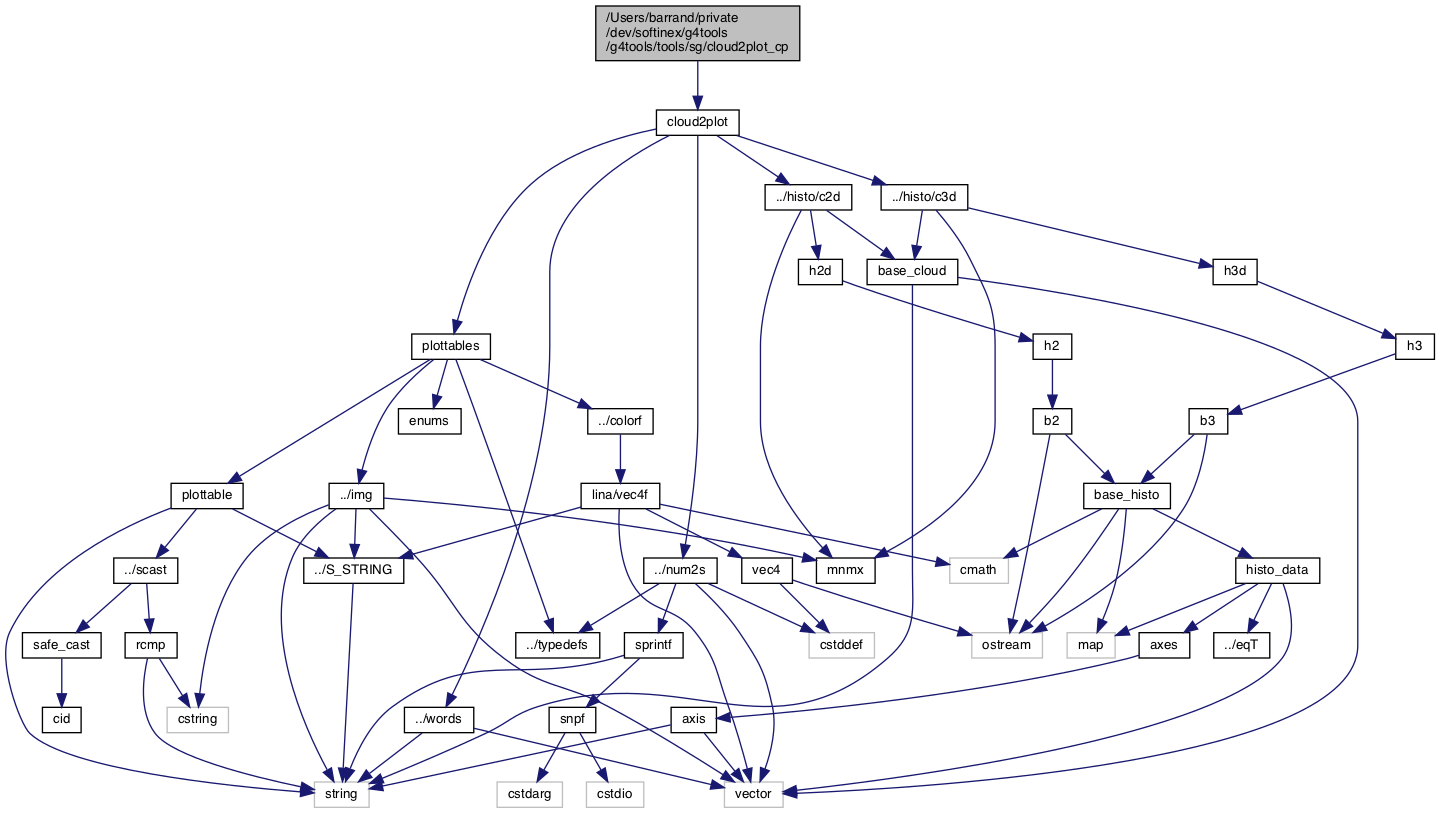 /Users/barrand/private
/dev/softinex/g4tools
/g4tools/tools/sg/cloud2plot_cp
cloud2plot
../histo/c2d
../histo/c3d
h2d
base_cloud
h3d
plottables
h2
h3
enums
../colorf
b2
b3
plottable
../img
lina/vec4f
base_histo
../scast
../S_STRING
../num2s
vec4
mnmx
cmath
histo_data
safe_cast
rcmp
../typedefs
sprintf
cstddef
ostream
map
axes
../eqT
cid
cstring
../words
snpf
axis
string
cstdarg
cstdio
vector